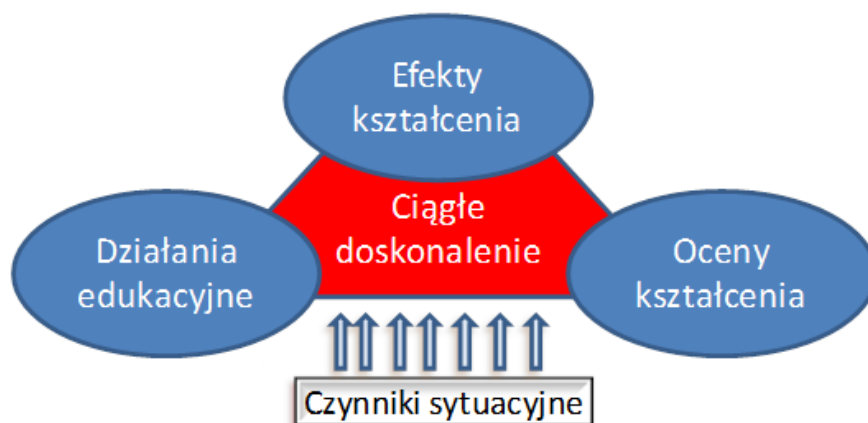 Efekty
kształcenia
Ciągłe
doskonalenie
Działania
edukacyjne
Oceny
kształcenia
Czynniki sytuacyjne